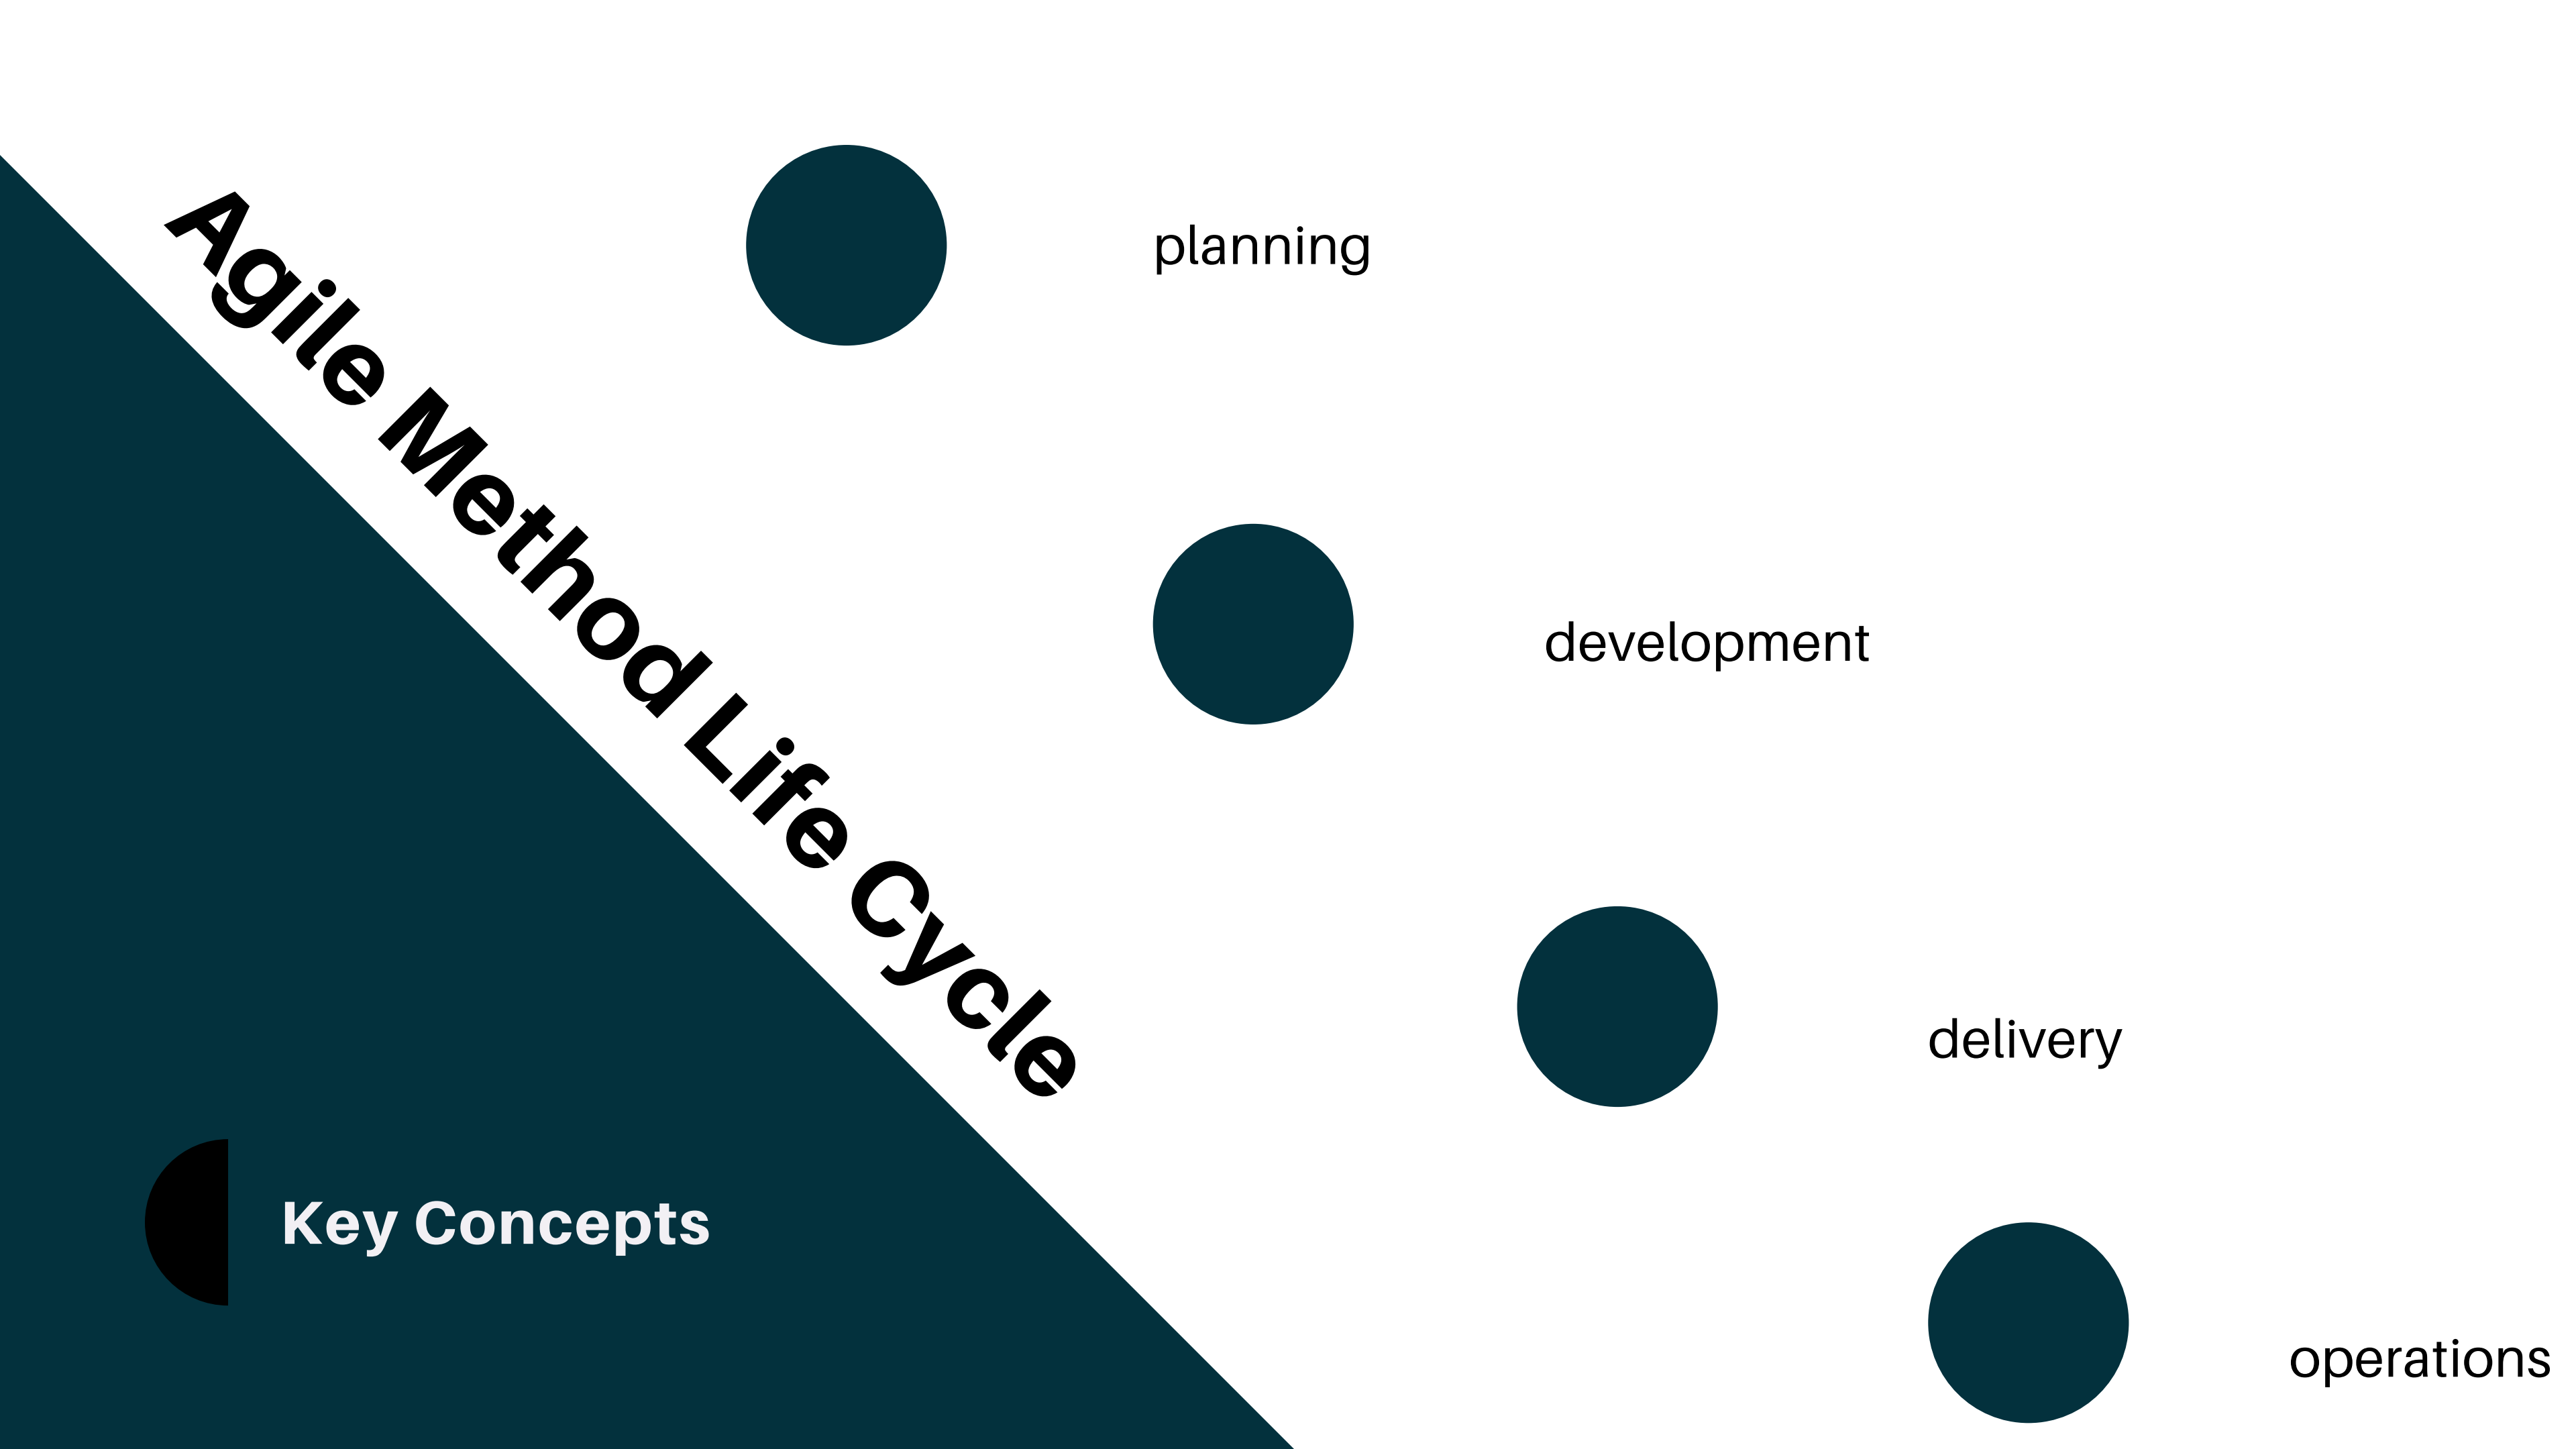 Agile Method Life Cycle
planning
development
delivery
operations
Key Concepts